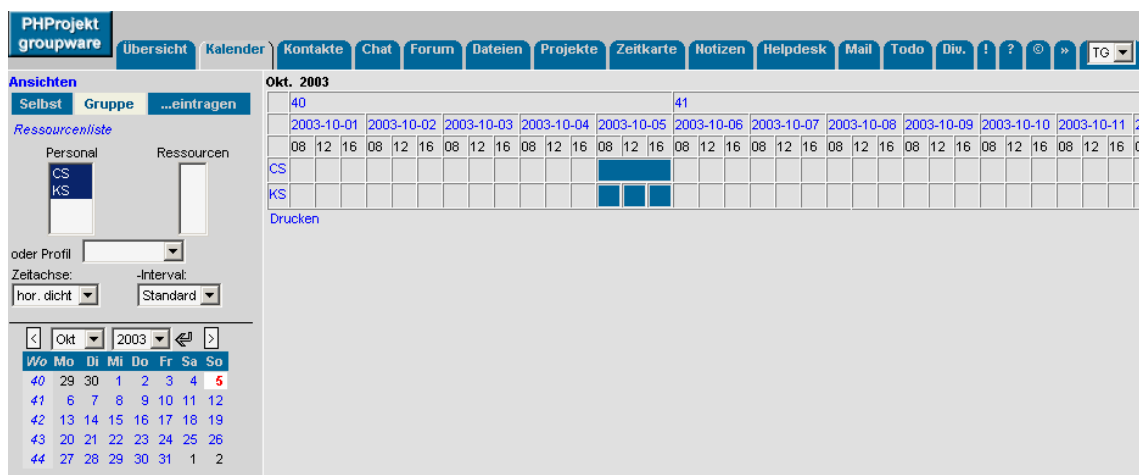 PHProjekt
groupware
Übersicht Kalender Kontakte Chat Forum Dateien Projekte Zeitkarte Notizen Helpdesk Mail Todo Div. ! ? © » TG
Ansichten
Selbst Gruppe ...eintragen
Ressourcenliste
Personal Ressourcen
CS
KS
oder Profil
Zeitachse: -Interval:
hor. dicht Standard
< Okt 2003 >
Wo Mo Di Mi Do Fr Sa So
40 29 30 1 2 3 4 5
41 6 7 8 9 10 11 12
42 13 14 15 16 17 18 19
43 20 21 22 23 24 25 26
44 27 28 29 30 31 1 2
Okt. 2003
40 41
2003-10-01 2003-10-02 2003-10-03 2003-10-04 2003-10-05 2003-10-06 2003-10-07 2003-10-08 2003-10-09 2003-10-10 2003-10-11
08 12 16 08 12 16 08 12 16 08 12 16 08 12 16 08 12 16 08 12 16 08 12 16 08 12 16 08 12 16 08 12 16
CS
KS
Drucken